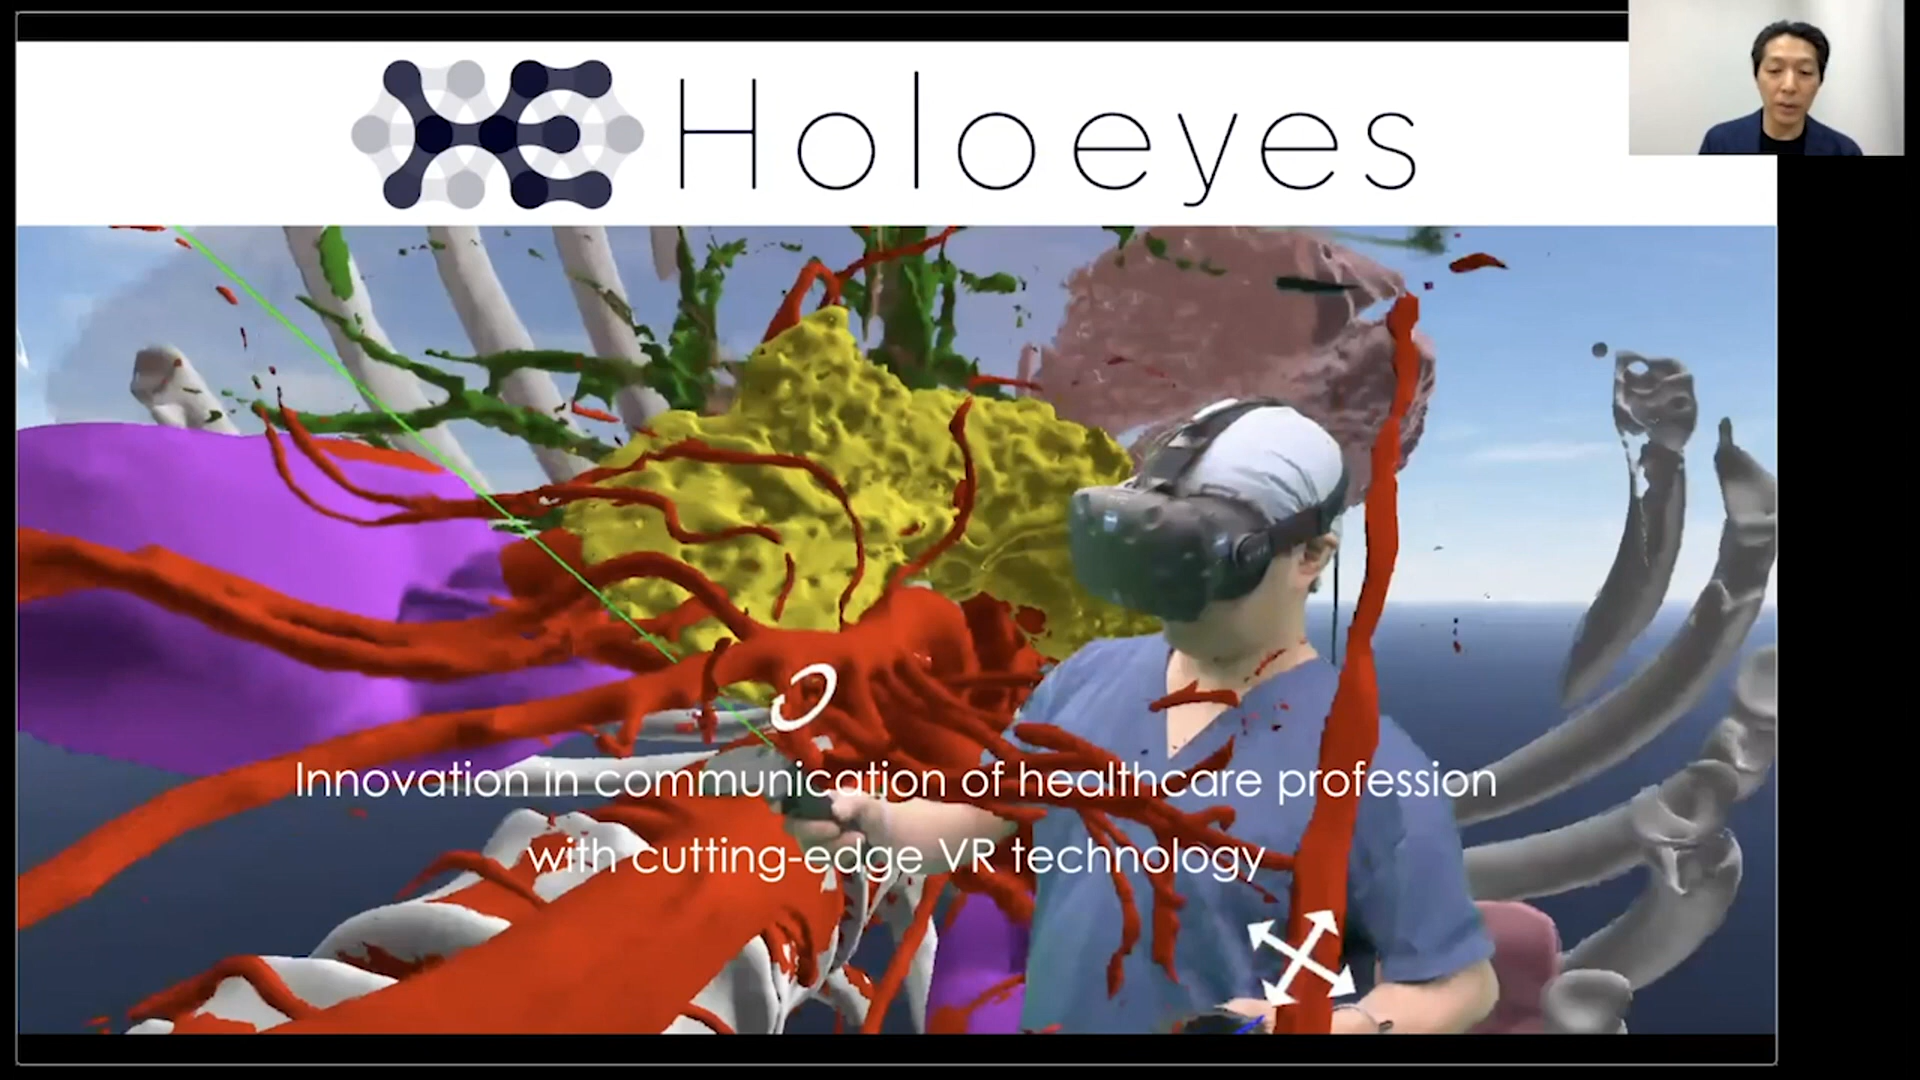 Holoeyes
Innovation in communication of healthcare profession
with cutting-edge VR technology